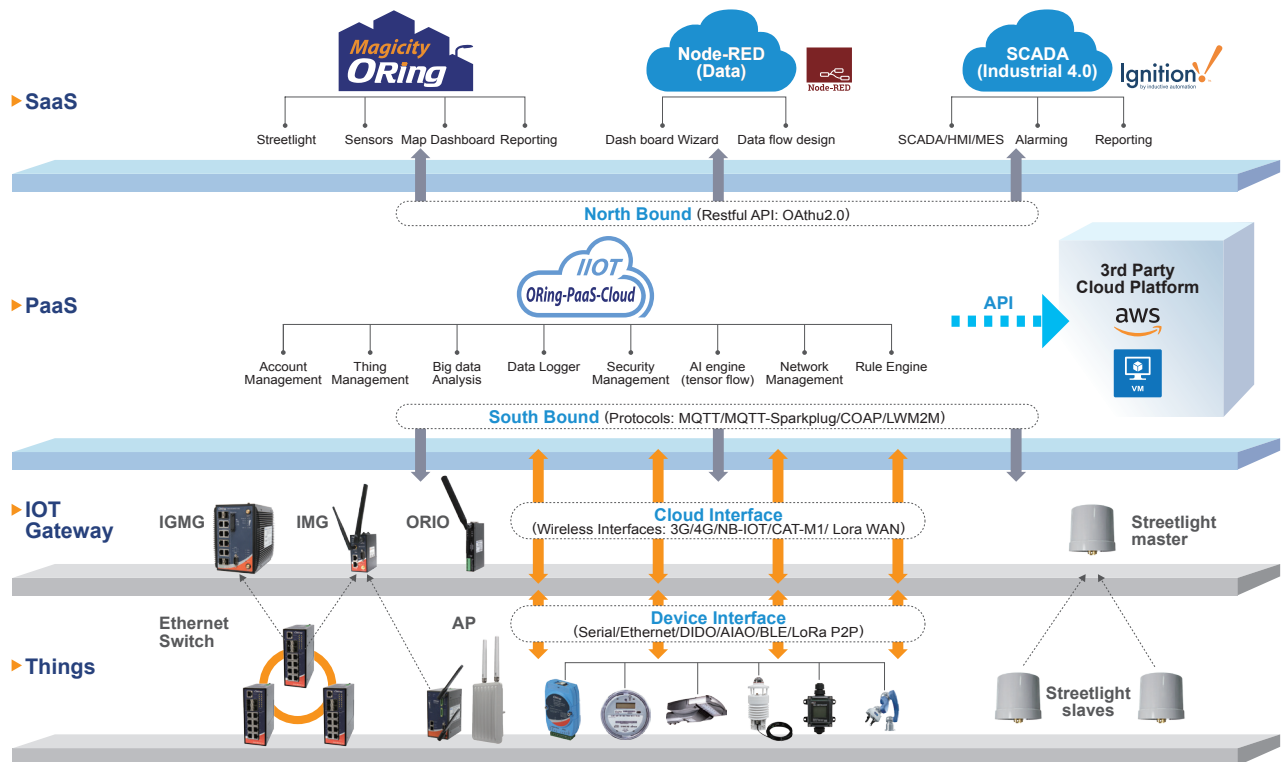 Magicity
ORing
Node-RED
(Data)
Node-RED
SCADA
(Industrial 4.0)
Ignition!
by inductive automation
SaaS
Streetlight
Sensors
Map Dashboard
Reporting
Dash board Wizard
Data flow design
SCADA/HMI/MES
Alarming
Reporting
North Bound (Restful API: OAthu2.0)
IIOT
ORing-PaaS-Cloud
3rd Party
Cloud Platform
aws
VM
API
PaaS
Account
Management
Thing
Management
Big data
Analysis
Data Logger
Security
Management
AI engine
(tensor flow)
Network
Management
Rule Engine
South Bound (Protocols: MQTT/MQTT-Sparkplug/COAP/LWM2M)
IOT
Gateway
IGMG
IMG
ORIO
Cloud Interface
(Wireless Interfaces: 3G/4G/NB-IOT/CAT-M1/ Lora WAN)
Streetlight
master
Ethernet
Switch
AP
Device Interface
(Serial/Ethernet/DIDO/AIAO/BLE/LoRa P2P)
Things
Streetlight
slaves